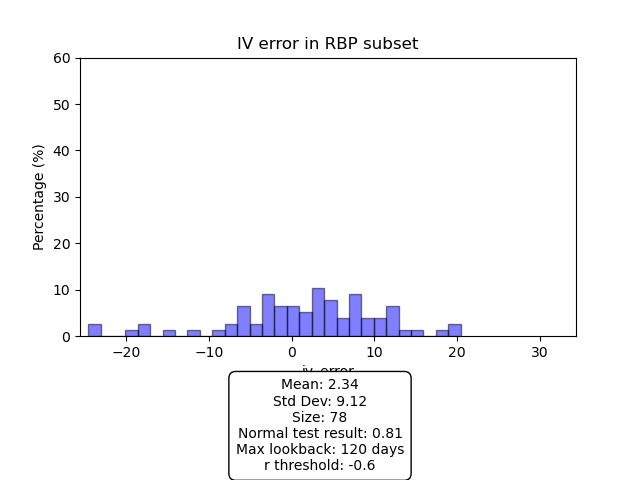 IV error in RBP subset
60
50
40
30
20
10
0
Percentage (%)
−20
−10
0
10
20
30
iv_error
Mean: 2.34
Std Dev: 9.12
Size: 78
Normal test result: 0.81
Max lookback: 120 days
r threshold: -0.6